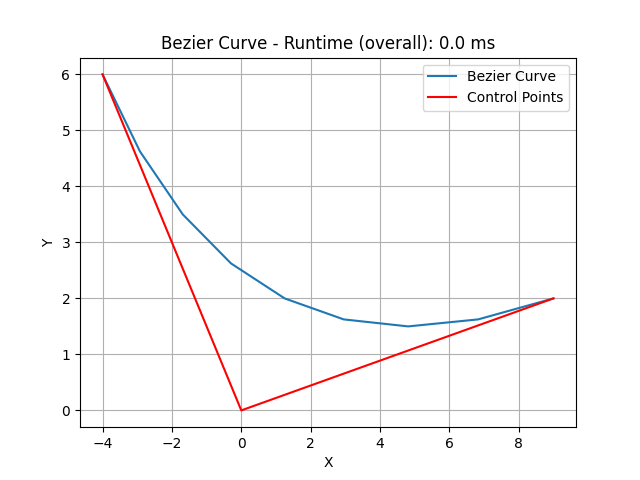 Bezier Curve - Runtime (overall): 0.0 ms
Bezier Curve
Control Points
6
5
4
3
2
1
0
Y
−4 −2 0 2 4 6 8
X